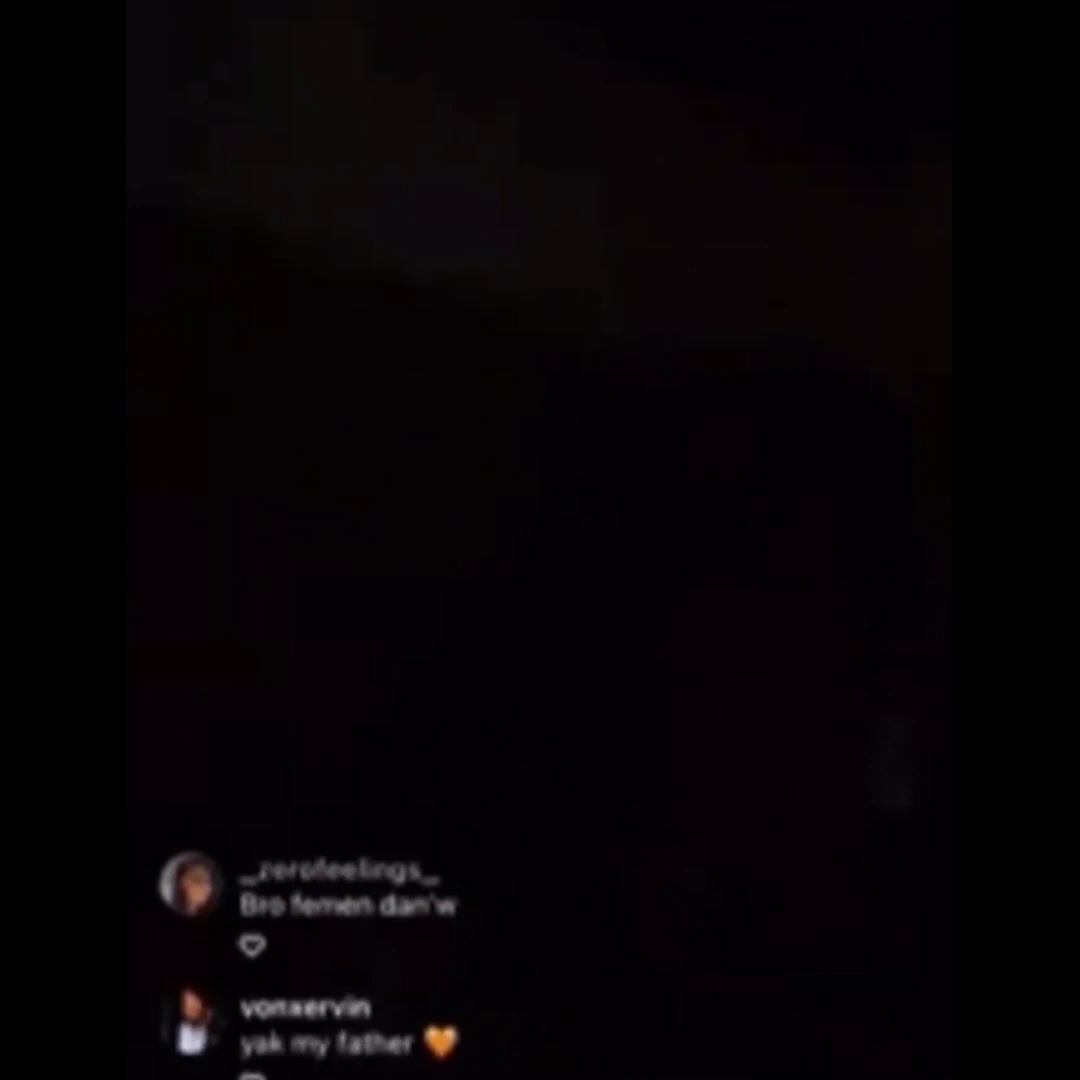 _zerofeelings_
Bro femen dan'w
vonxervin
yak my father 🧡